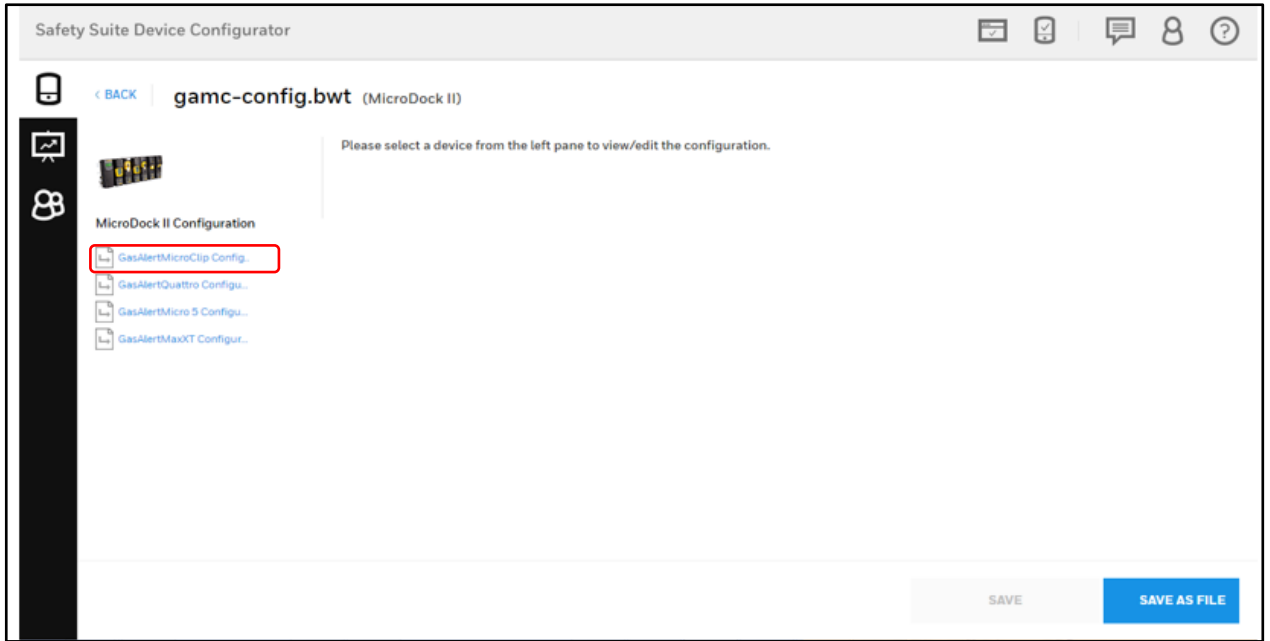 Safety Suite Device Configurator
< BACK
gamc-config.bwt (MicroDock II)
Please select a device from the left pane to view/edit the configuration.
MicroDock II Configuration
GasAlertMicroClip Config..
GasAlertQuattro Configu...
GasAlertMicro 5 Configu...
GasAlertMaxXT Configur...
SAVE
SAVE AS FILE